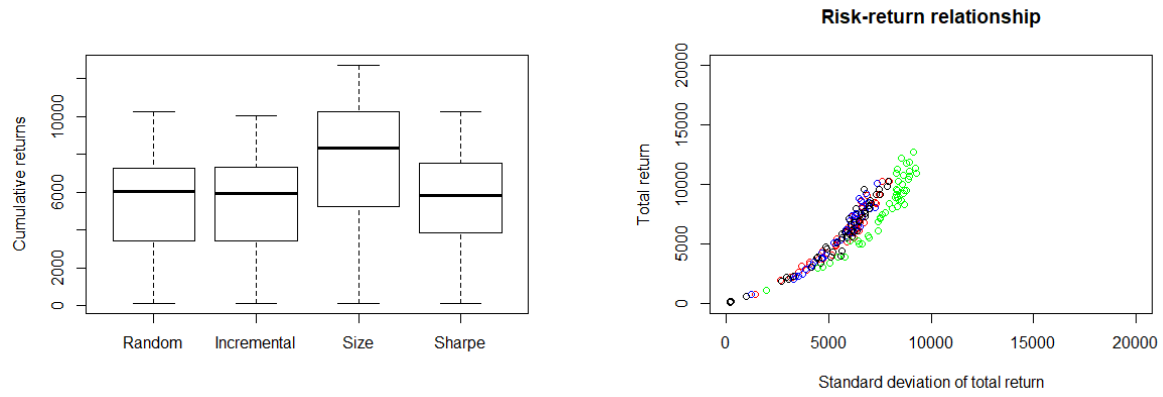 Cumulative returns
10000
6000
2000
0
Random Incremental Size Sharpe
Risk-return relationship
Total return
20000
15000
10000
5000
0
0 5000 10000 15000 20000
Standard deviation of total return